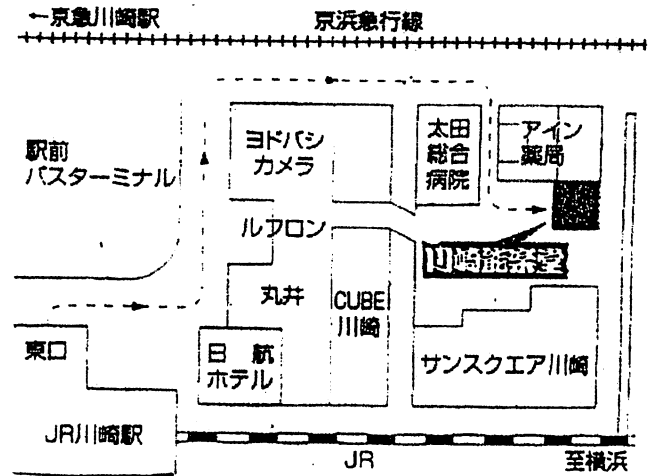 ←京急川崎駅
京浜急行線
駅前
バスターミナル
ヨドバシ
カメラ
太田
総合
病院
アイン
薬局
ルフロン
川崎能楽堂
丸井
CUBE
川崎
東口
日航
ホテル
サンスクエア川崎
JR川崎駅
JR
至横浜